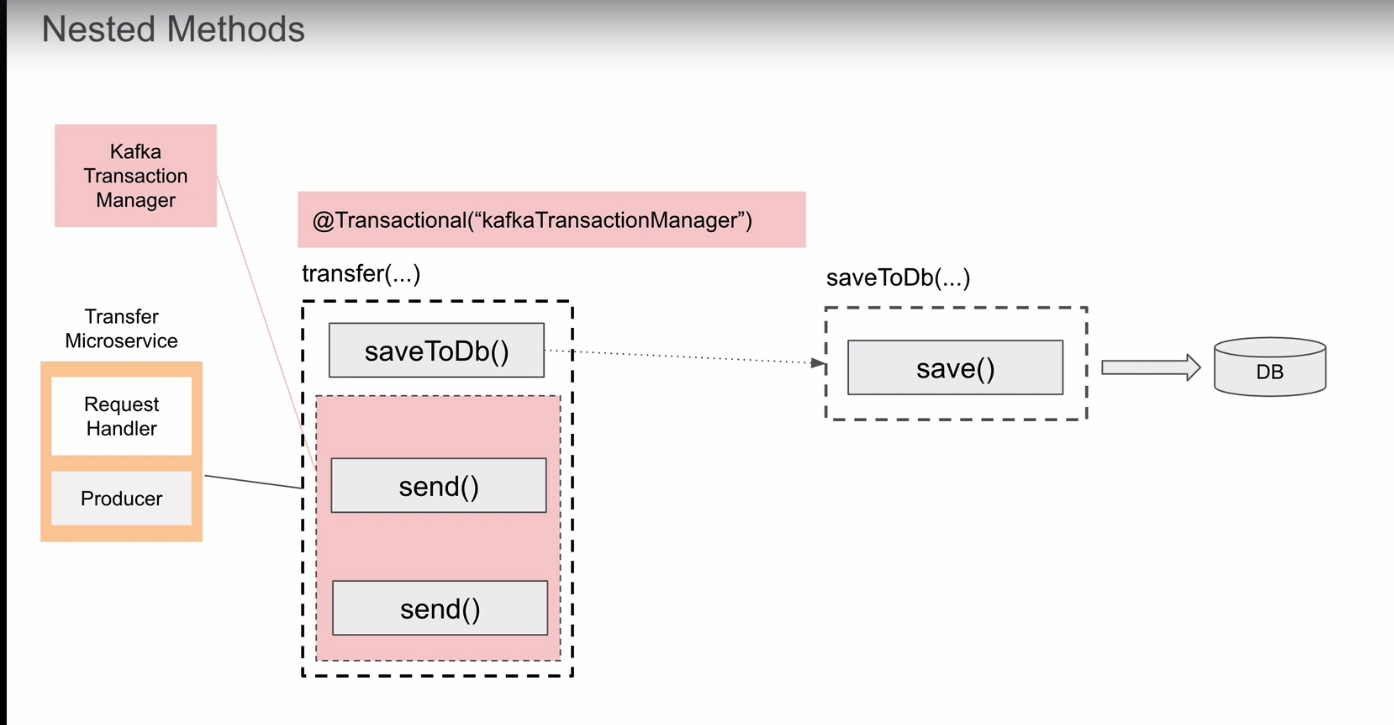 Nested Methods
Kafka
Transaction
Manager
@Transactional(“kafkaTransactionManager”)
transfer(...)
saveToDb(...)
Transfer
Microservice
saveToDb()
save()
DB
Request
Handler
send()
Producer
send()